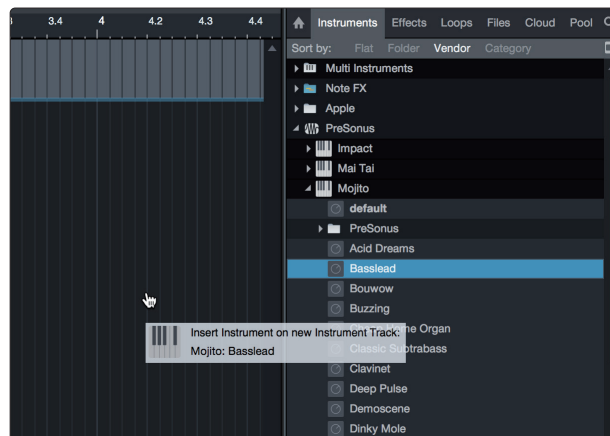 3.4 4 4.2 4.3 4.4
Instruments Effects Loops Files Cloud Pool
Sort by: Flat Folder Vendor Category
Multi Instruments
Note FX
Apple
PreSonus
Impact
Mai Tai
Mojito
default
PreSonus
Acid Dreams
Basslead
Bouwow
Buzzing
Insert Instrument on new Instrument Track:
Home Organ
Mojito: Basslead
Classic Subtrabass
Clavinet
Deep Pulse
Demoscene
Dinky Mole